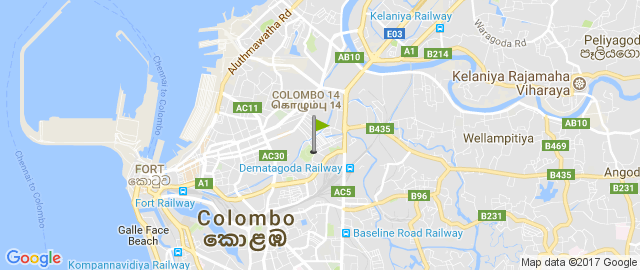 Kelaniya Railway
E03
Waragoda Rd
Peliyagod
පෑලියගො
Aluthmawatha Rd
A1
AB10
A1
B214
Kelaniya Rajamaha
Viharaya
COLOMBO 14
கொழும்பு 14
AC11
Chennai to Colombo
B435
AB10
Wellampitiya
B469
FORT
කොටුව
AC30
Dematagoda Railway
B435
Angod
A1
Fort Railway
AC5
B96
B231
B231
Chennai to Colombo
Colombo
කොළඹ
Galle Face
Beach
Baseline Road Railway
Kompannavidiya Railway
Google
Map data ©2017 Google